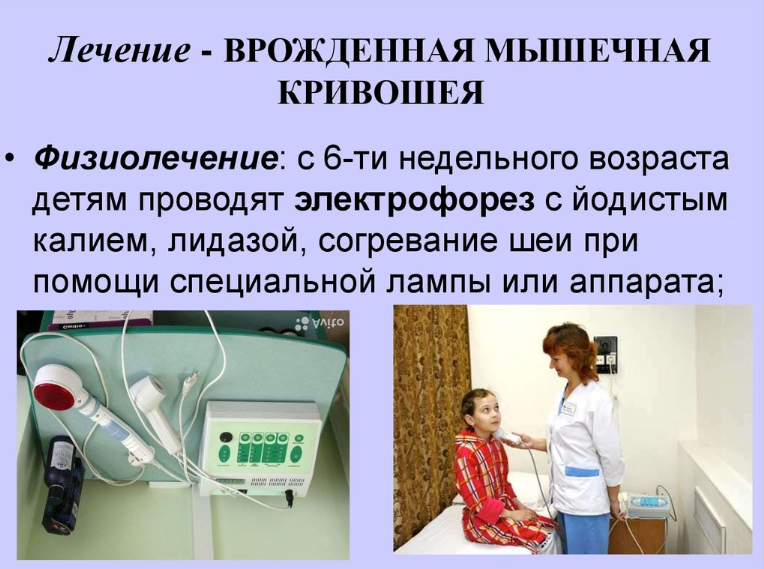 Лечение - ВРОЖДЕННАЯ МЫШЕЧНАЯ
КРИВОШЕЯ
• Физиолечение: с 6-ти недельного возраста
детям проводят электрофорез с йодистым
калием, лидазой, согревание шеи при
помощи специальной лампы или аппарата;
Avito